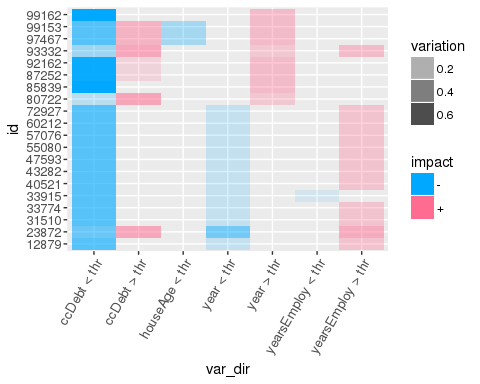 99162
99153
97467
93332
92162
87252
85839
80722
72927
60212
57076
55080
47593
43282
40521
33915
33774
31510
23872
12879
id
ccDebt < thr
ccDebt > thr
houseAge < thr
year < thr
year > thr
yearsEmploy < thr
yearsEmploy > thr
var_dir
variation
0.2
0.4
0.6
impact
-
+